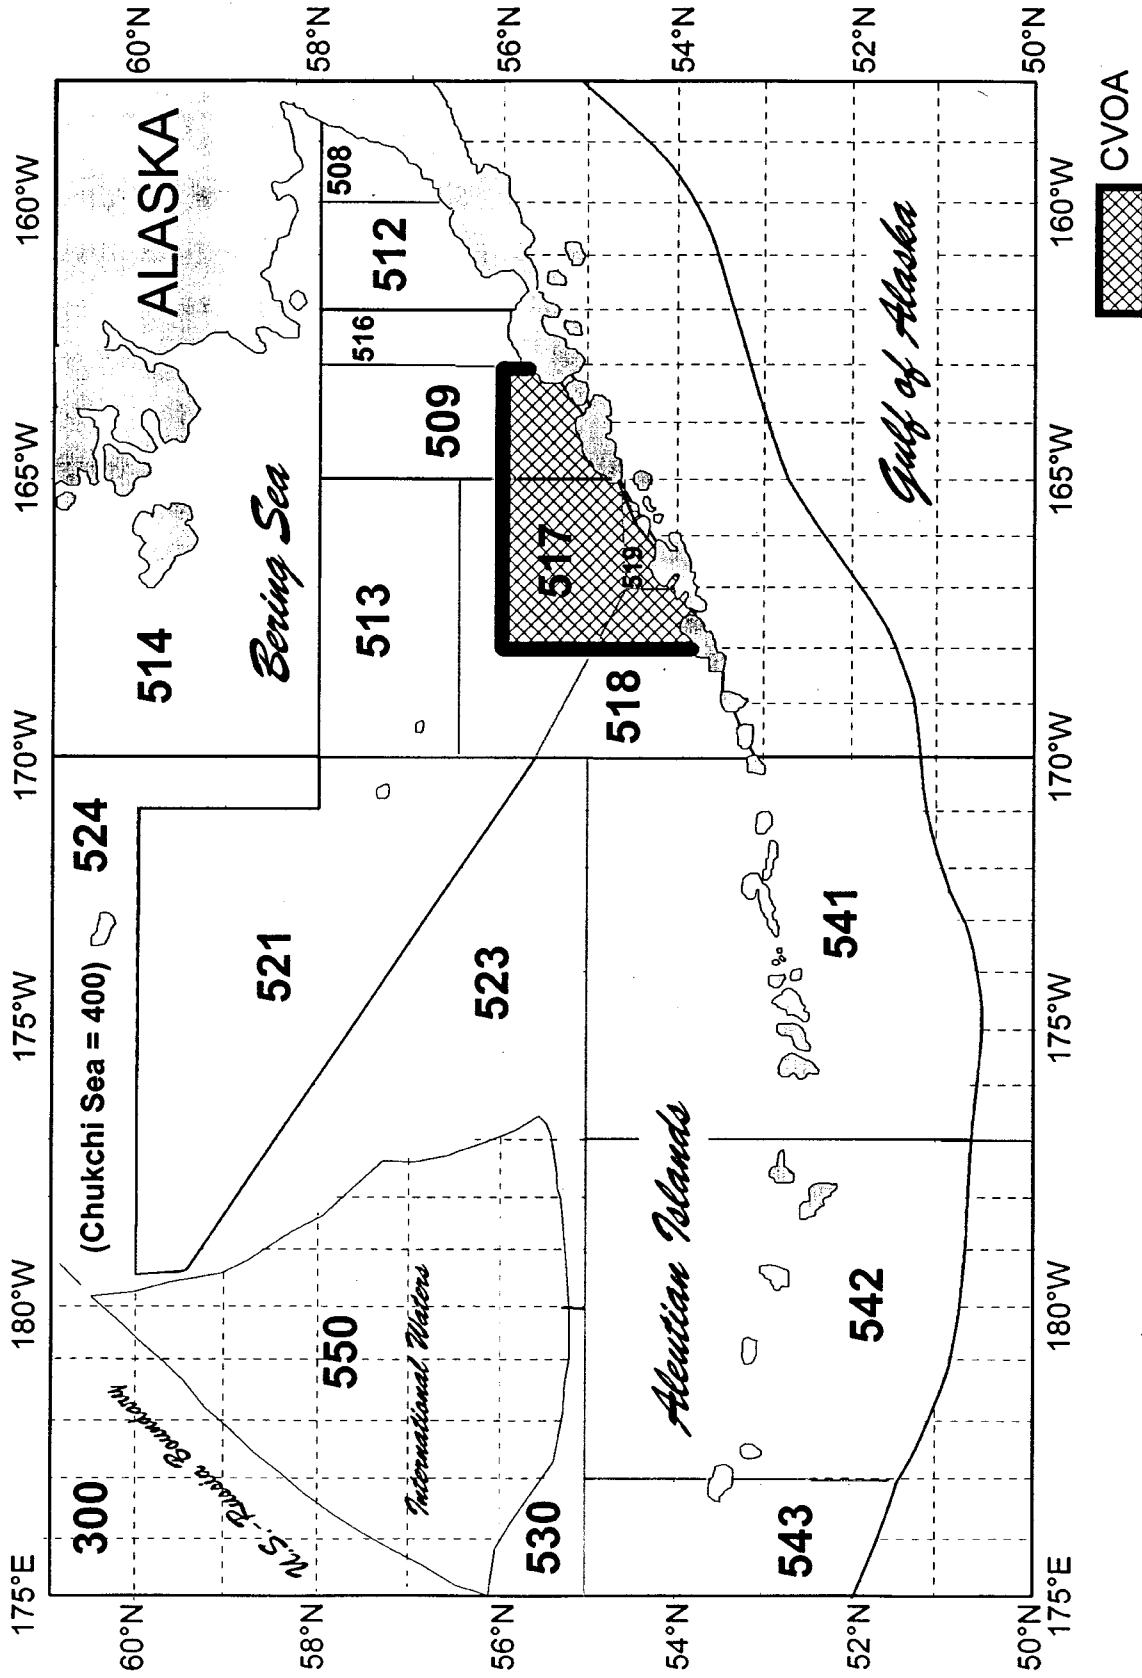 175°E
180°W
175°W
170°W
165°W
160°W
60°N
58°N
56°N
54°N
52°N
50°N
60°N
58°N
56°N
54°N
52°N
50°N
300
U.S.-Russia Boundary
(Chukchi Sea = 400)
524
514
ALASKA
Bering Sea
550
International Waters
521
523
513
509
516
512
508
517
519
518
530
Aleutian Islands
543
542
541
Gulf of Alaska
175°E
180°W
175°W
170°W
165°W
160°W
CVOA